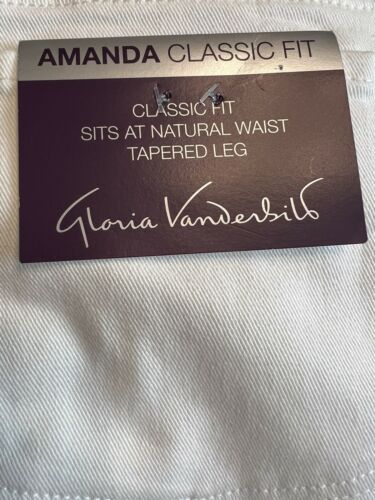 AMANDA CLASSIC FIT
CLASSIC FIT
SITS AT NATURAL WAIST
TAPERED LEG
Gloria Vanderbilt